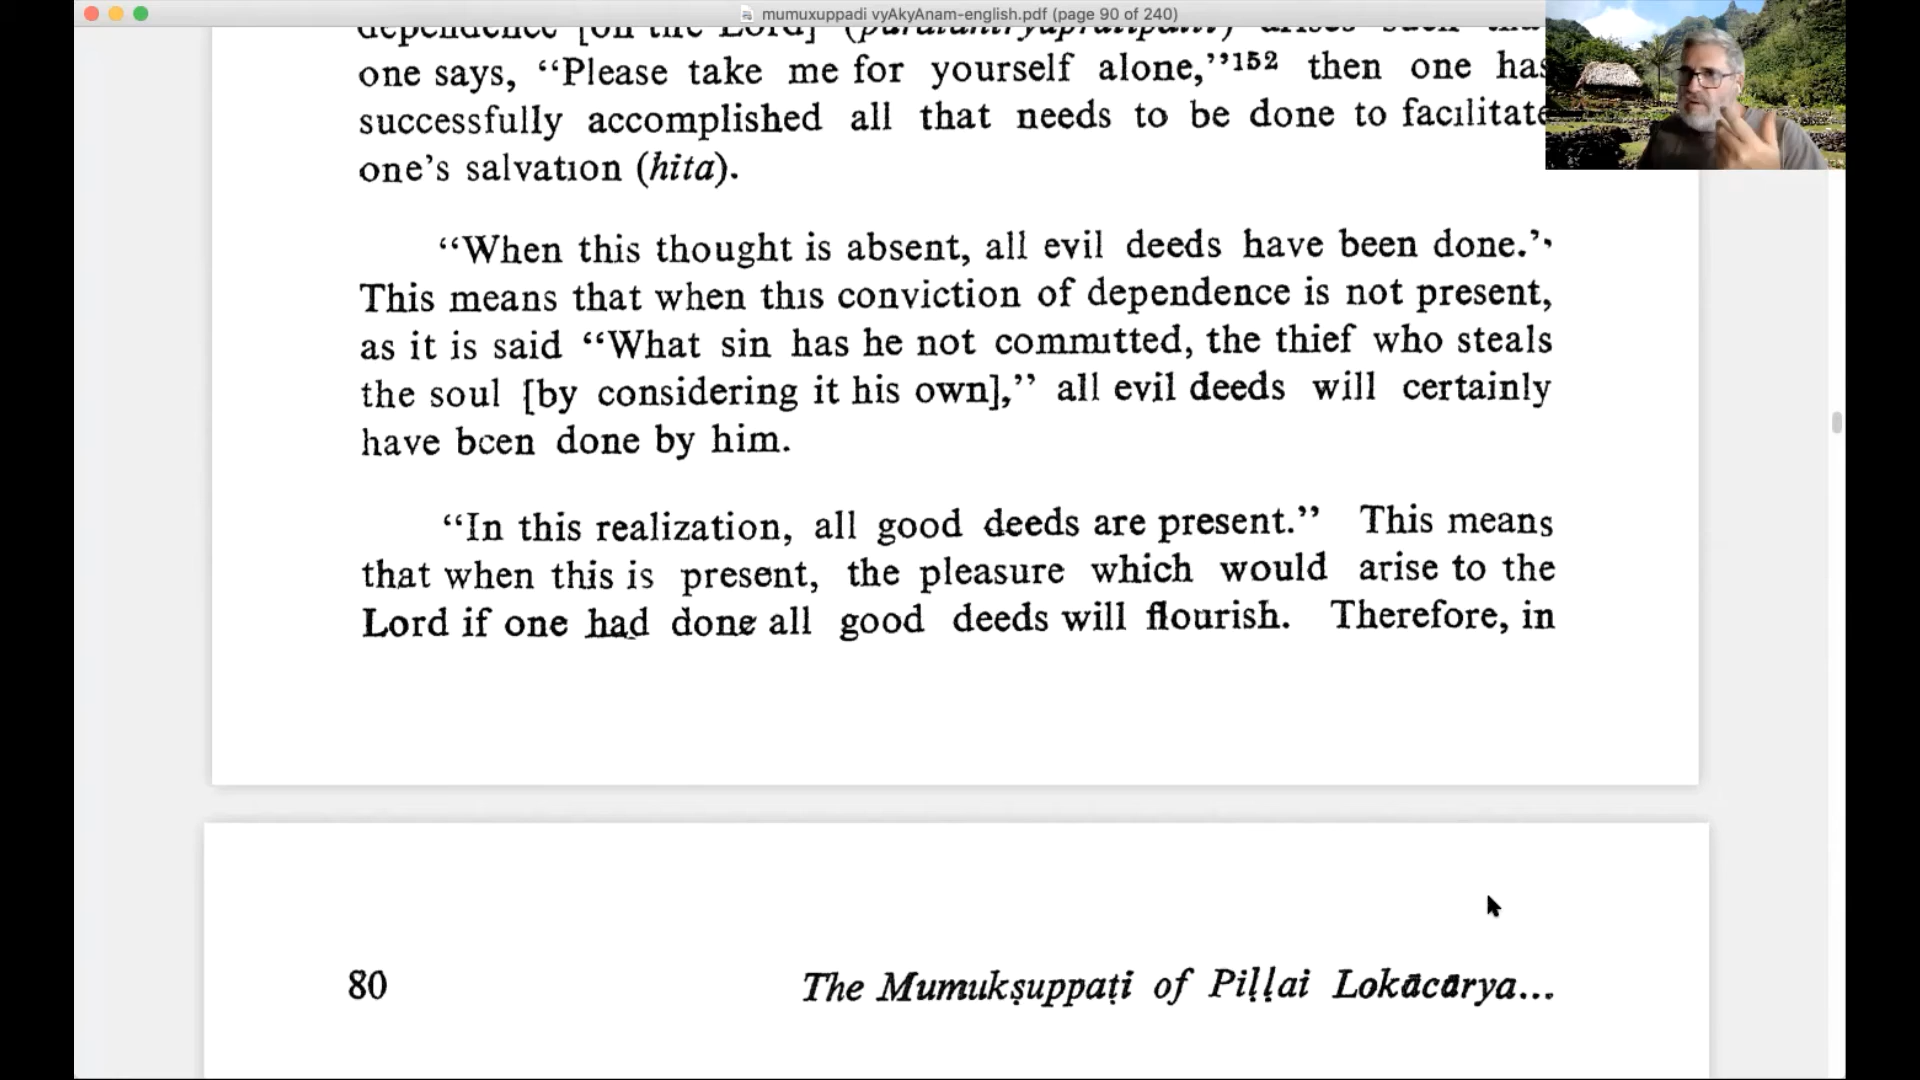 mumuxuppadi vyAkyAnam-english.pdf (page 90 of 240)
dependence [on the Lord] (
one says, “Please take me for yourself alone,”152 then one has
successfully accomplished all that needs to be done to facilitate
one’s salvation (hita).
“When this thought is absent, all evil deeds have been done.”
This means that when this conviction of dependence is not present,
as it is said “What sin has he not committed, the thief who steals
the soul [by considering it his own],” all evil deeds will certainly
have been done by him.
“In this realization, all good deeds are present.” This means
that when this is present, the pleasure which would arise to the
Lord if one had done all good deeds will flourish. Therefore, in
80 The Mumukṣuppaṭi of Piḷḷai Lokācārya...